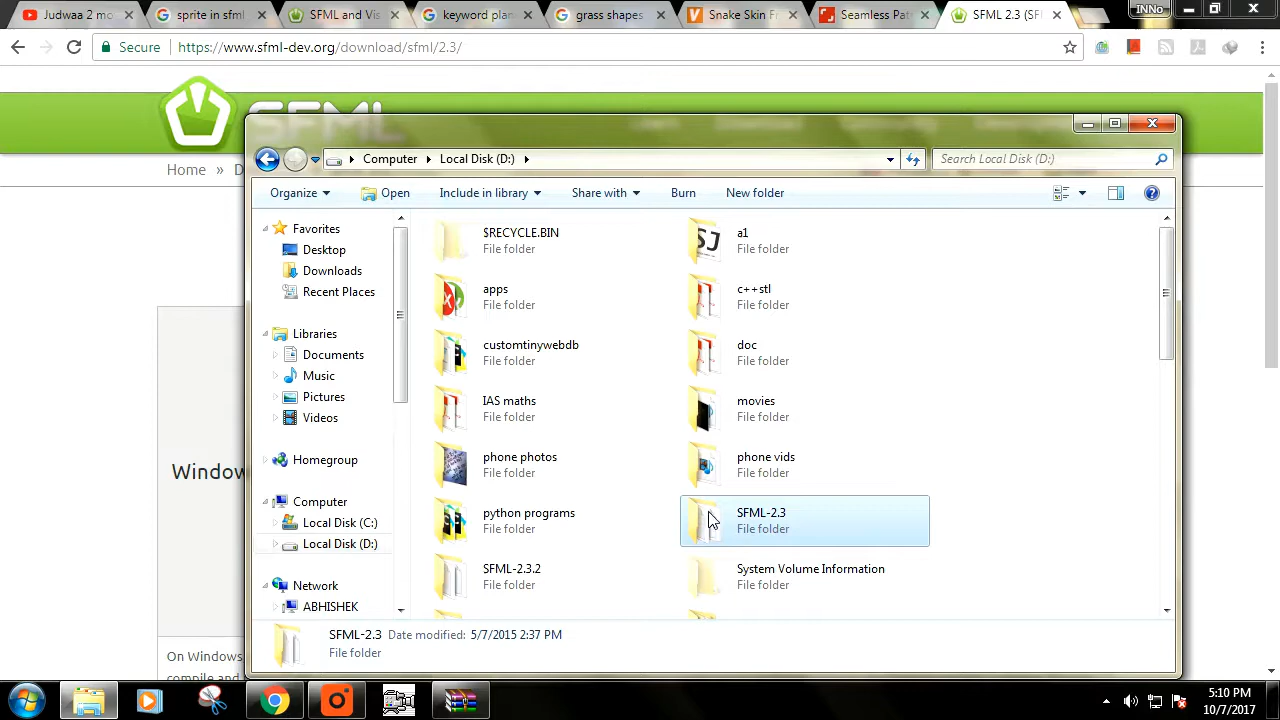 Judwaa 2 mo
sprite in sfml
SFML and Vis
keyword plan
grass shapes
Snake Skin Fr
Seamless Pat
SFML 2.3 (SF
INNo
Secure
https://www.sfml-dev.org/download/sfml/2.3/
SFML
Home » D
Computer
Local Disk (D:)
Search Local Disk (D:)
Organize
Open
Include in library
Share with
Burn
New folder
Favorites
Desktop
Downloads
Recent Places
Libraries
Documents
Music
Pictures
Videos
Homegroup
Computer
Local Disk (C:)
Local Disk (D:)
Network
ABHISHEK
$RECYCLE.BIN
File folder
a1
File folder
apps
File folder
c++stl
File folder
customtinywebdb
File folder
doc
File folder
IAS maths
File folder
movies
File folder
phone photos
File folder
phone vids
File folder
python programs
File folder
SFML-2.3
File folder
SFML-2.3.2
File folder
System Volume Information
File folder
SFML-2.3 Date modified: 5/7/2015 2:37 PM
File folder
Window
On Windows
compile and
5:10 PM
10/7/2017